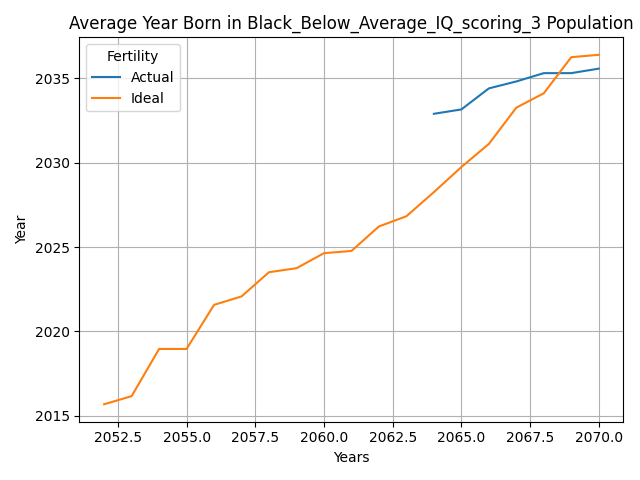 Average Year Born in Black_Below_Average_IQ_scoring_3 Population
Fertility
Actual
Ideal
2035
2030
2025
2020
2015
Year
2052.5 2055.0 2057.5 2060.0 2062.5 2065.0 2067.5 2070.0
Years